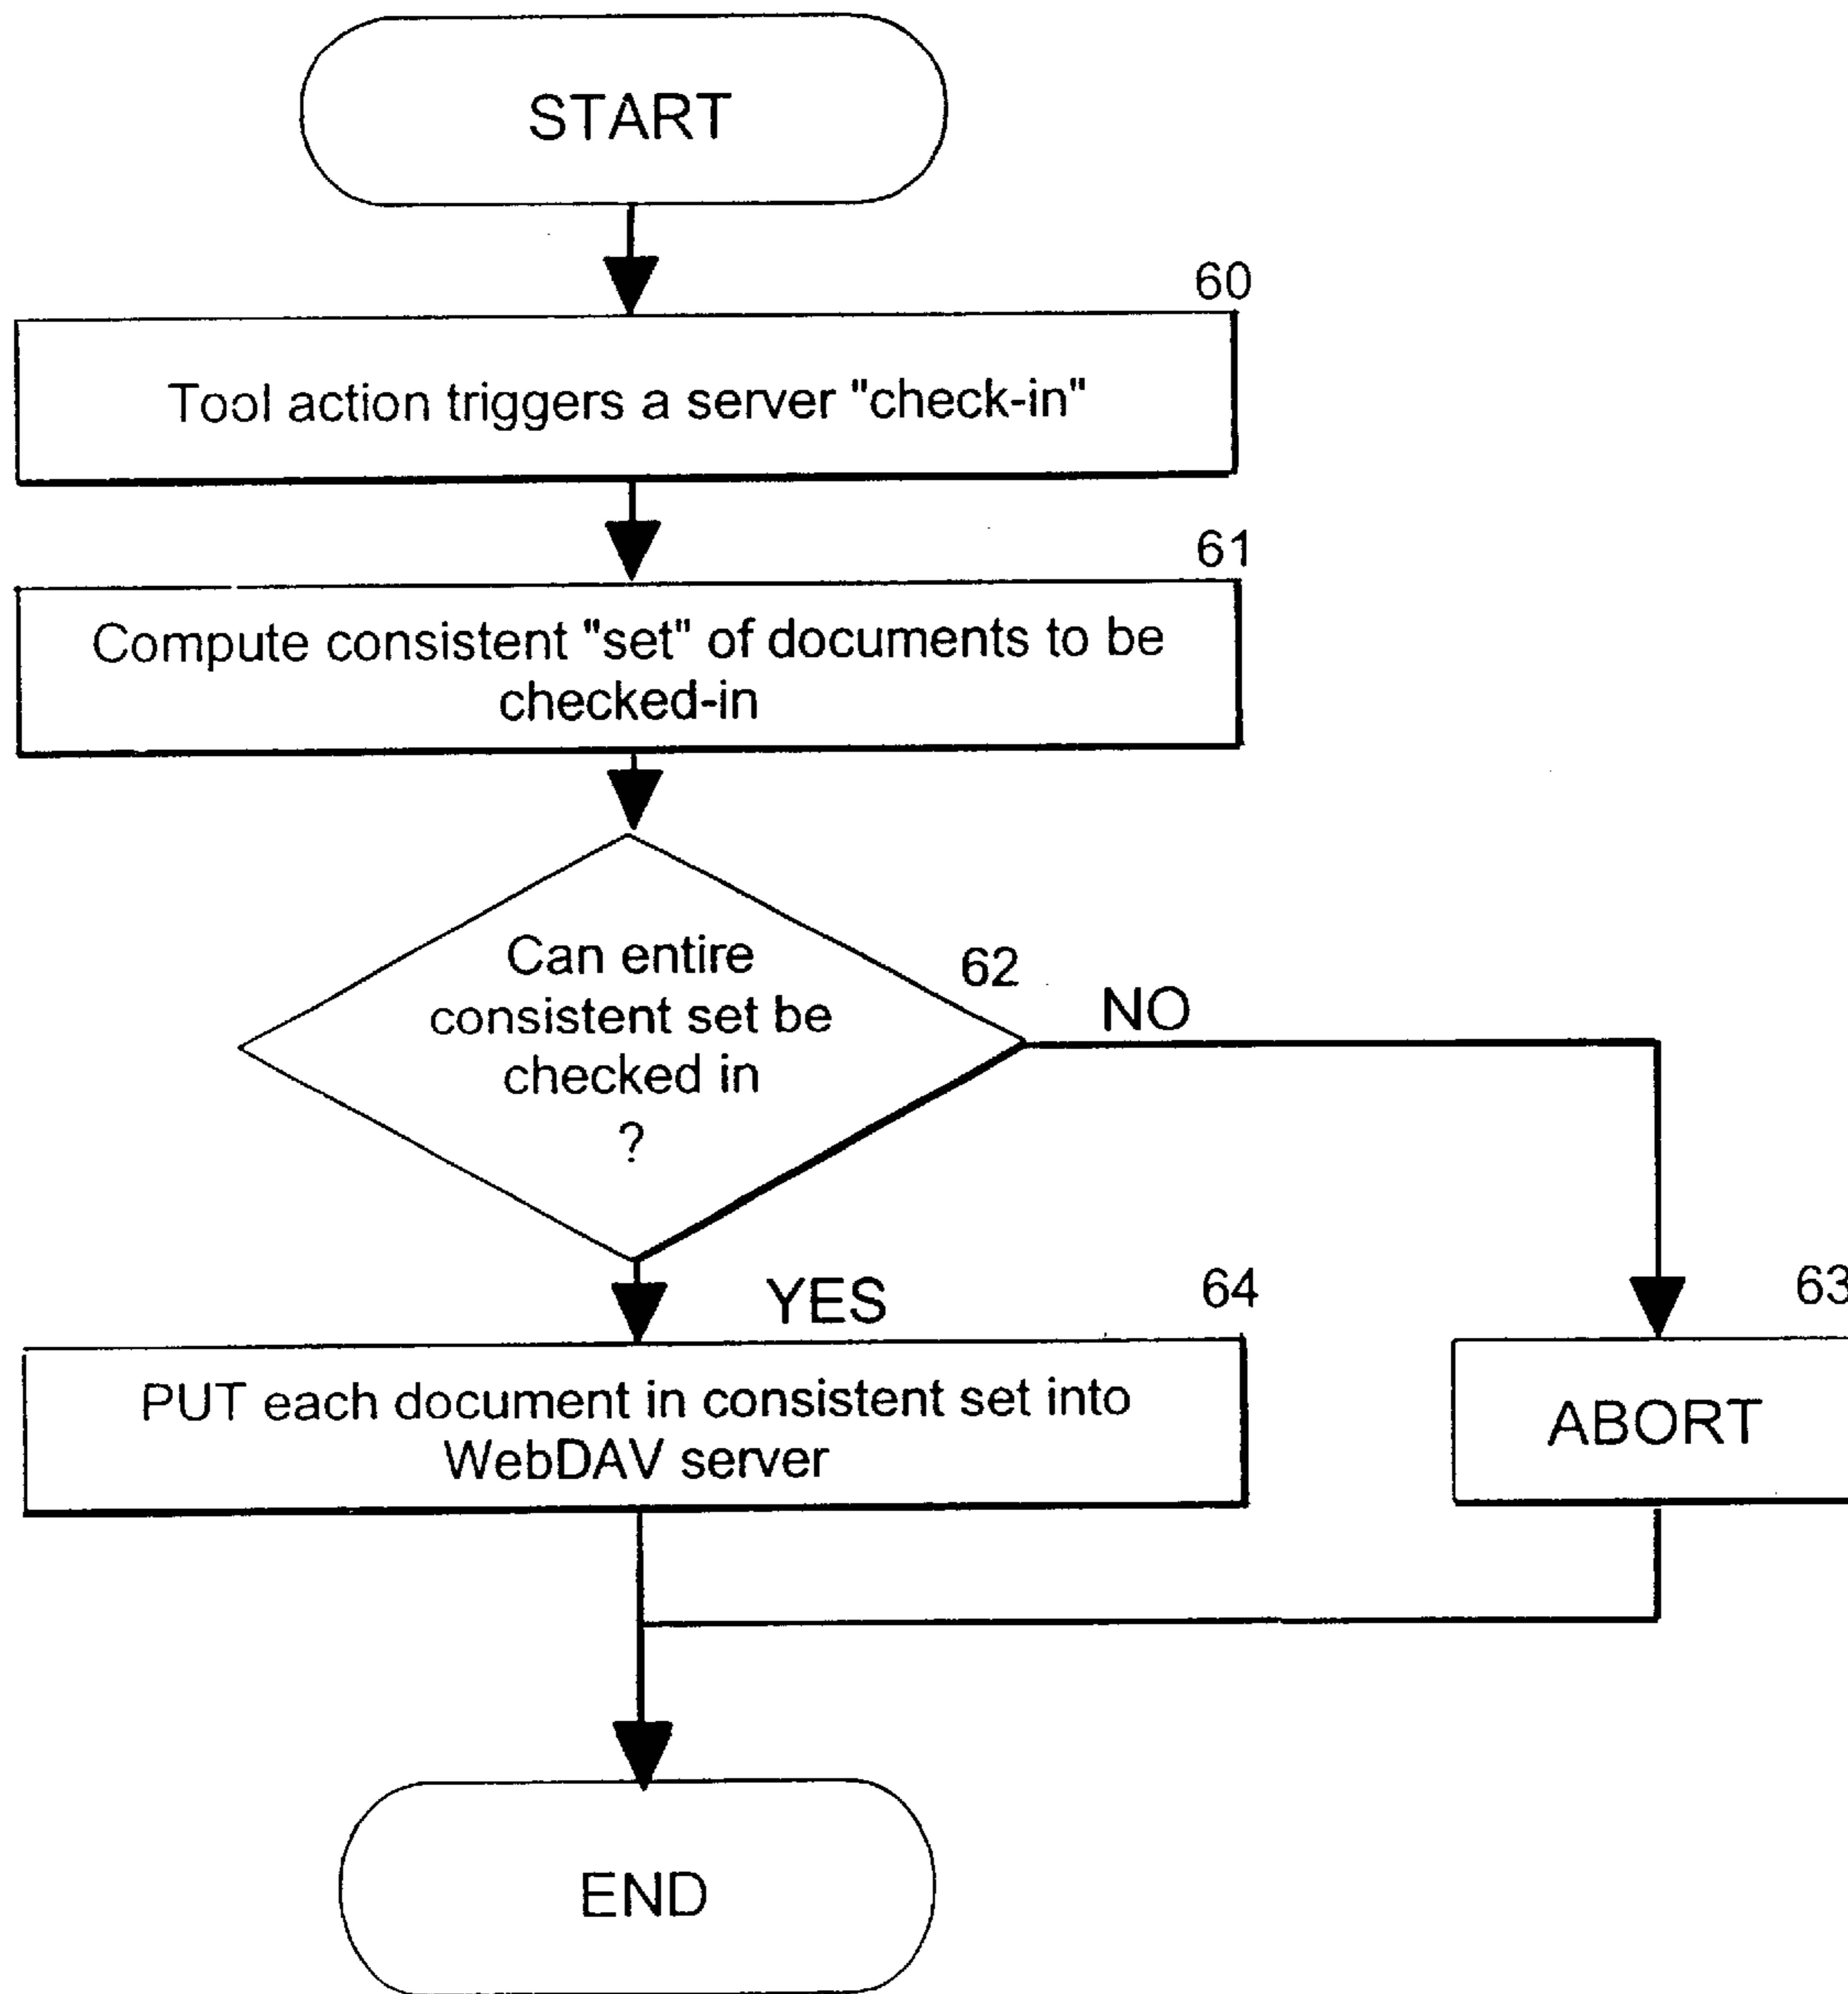 START
60
Tool action triggers a server "check-in"
61
Compute consistent "set" of documents to be
checked-in
Can entire
consistent set be
checked in
?
62
NO
YES
64
63
PUT each document in consistent set into
WebDAV server
ABORT
END